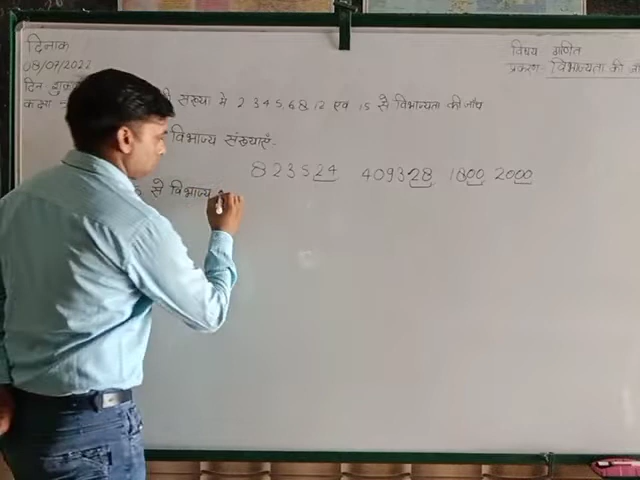 दिनाक
08/07/2022
दिन शुक्र
कक्षा
विषय गणित
प्रकरण- विभाज्यता की
संख्या मे 2 3 4 5, 6 8 12 एव 15 से विभाज्यता की जाँच
विभाज्य संख्याएँ-
823524 409328 1800 2000
से विभाज्य